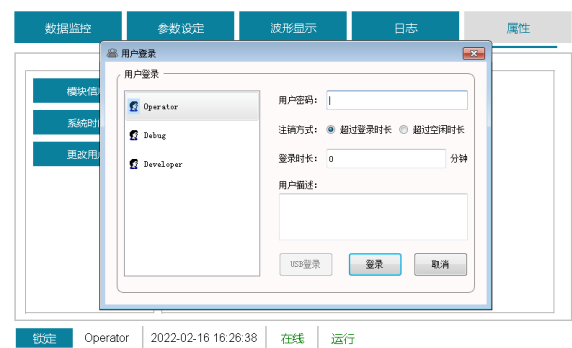 数据监控 参数设定 波形显示 日志 属性
用户登录
用户登录
模块信
系统时
更改用
Operator
Debug
Developer
用户密码：
注销方式： 超过登录时长 超过空闲时长
登录时长： 0 分钟
用户描述：
USB登录 登录 取消
锁定 Operator 2022-02-16 16:26:38 在线 运行